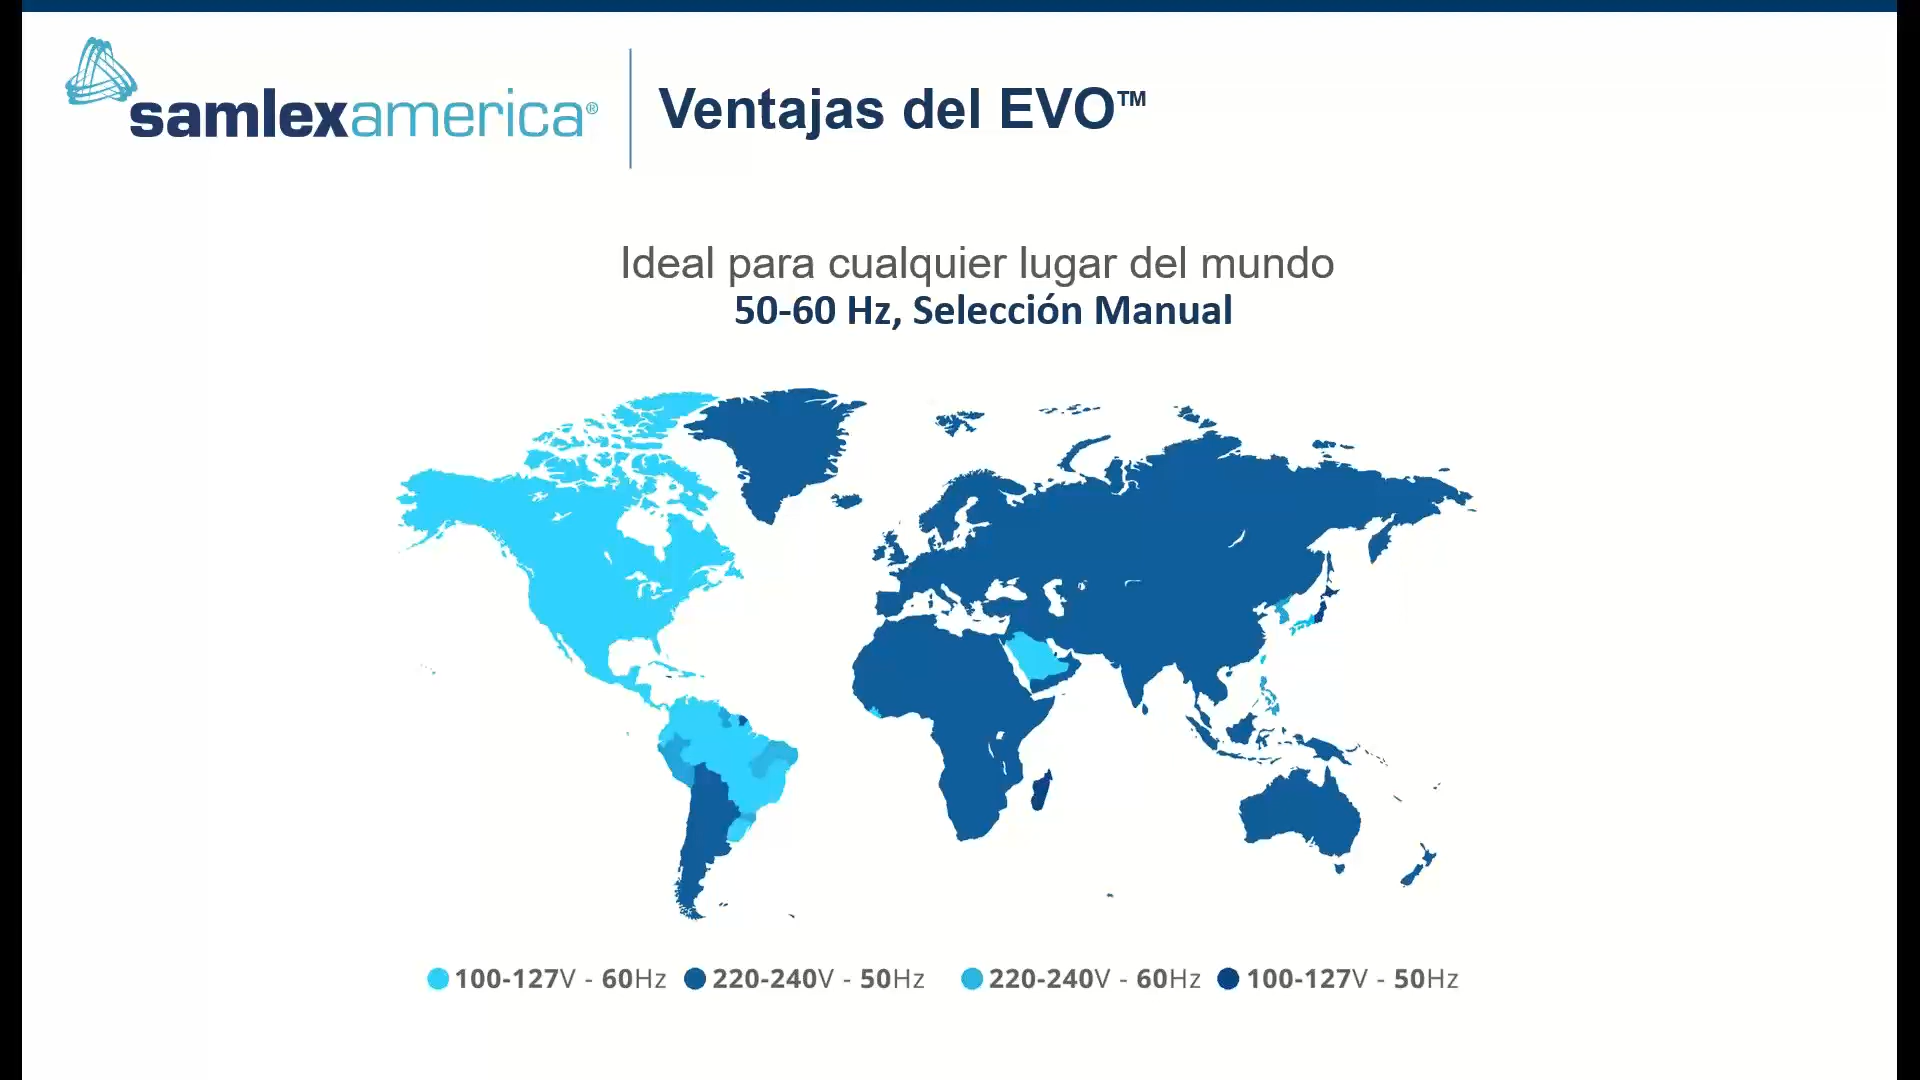 samlexamerica®
Ventajas del EVO™
Ideal para cualquier lugar del mundo
50-60 Hz, Selección Manual
100-127V - 60Hz
220-240V - 50Hz
220-240V - 60Hz
100-127V - 50Hz